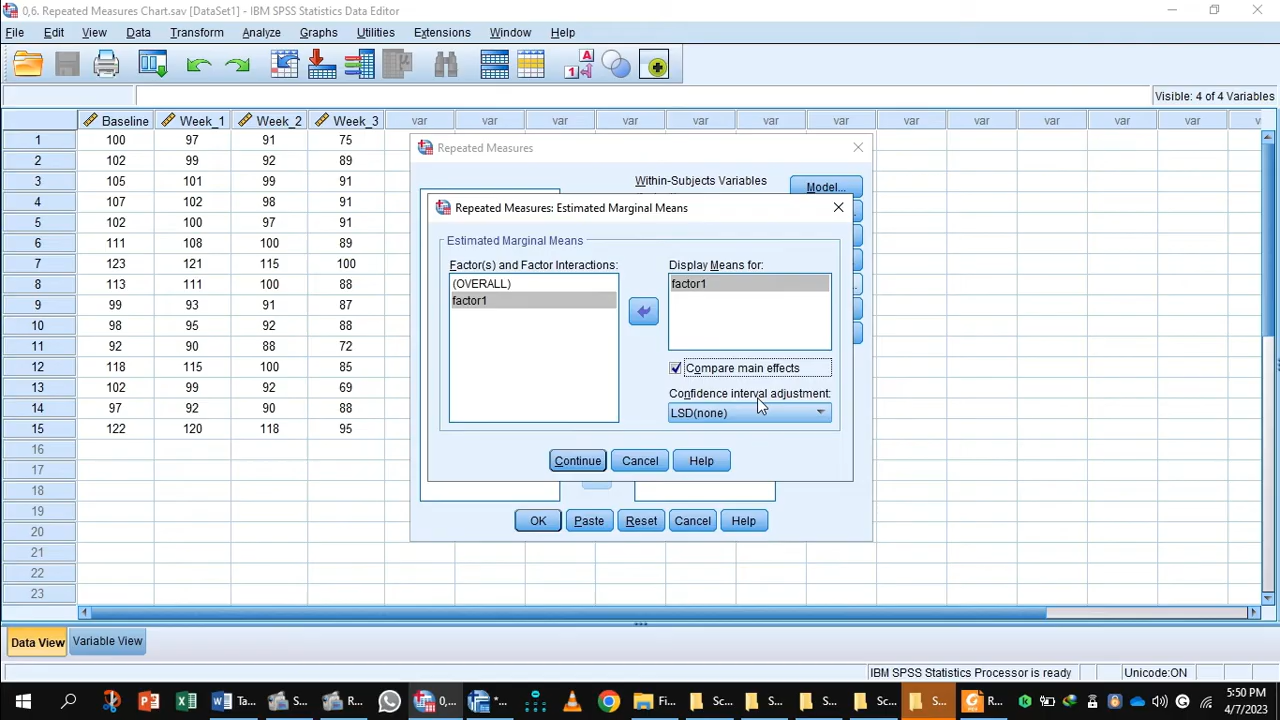 0,6. Repeated Measures Chart.sav [DataSet1] - IBM SPSS Statistics Data Editor
File Edit View Data Transform Analyze Graphs Utilities Extensions Window Help
Visible: 4 of 4 Variables
Baseline Week_1 Week_2 Week_3 var var var var var var var var var var var
1 100 97 91 75
2 102 99 92 89
3 105 101 99 91
4 107 102 98 91
5 102 100 97 91
6 111 108 100 89
7 123 121 115 100
8 113 111 100 88
9 99 93 91 87
10 98 95 92 88
11 92 90 88 72
12 118 115 100 85
13 102 99 92 69
14 97 92 90 88
15 122 120 118 95
16
17
18
19
20
21
22
23
Repeated Measures
Within-Subjects Variables
Model...
Repeated Measures: Estimated Marginal Means
Estimated Marginal Means
Factor(s) and Factor Interactions:
(OVERALL)
factor1
Display Means for:
factor1
Compare main effects
Confidence interval adjustment:
LSD(none)
Continue Cancel Help
OK Paste Reset Cancel Help
Data View Variable View
IBM SPSS Statistics Processor is ready Unicode:ON
Ta... S... R... 0,... *... Fi... Sc... S... S... Sc... S... R...
5:50 PM
4/7/2023